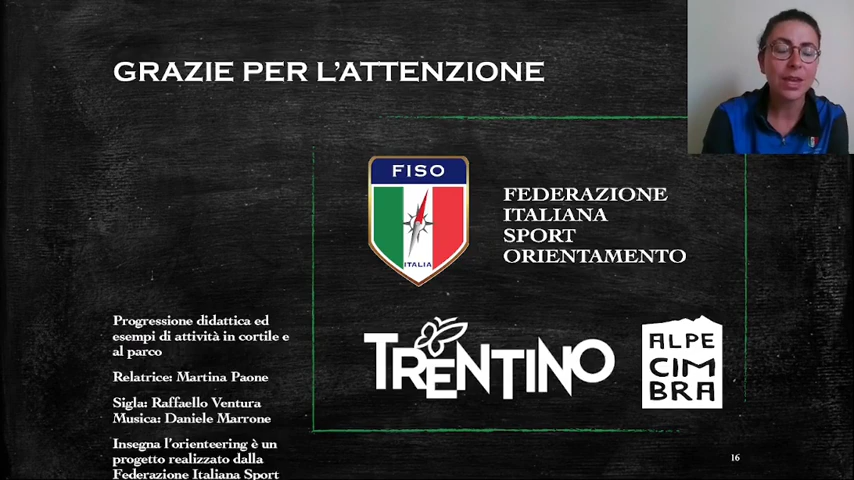 GRAZIE PER L'ATTENZIONE
FISO
ITALIA
FEDERAZIONE
ITALIANA
SPORT
ORIENTAMENTO
TRENTINO
ALPE
CIM
BRA
Progressione didattica ed
esempi di attività in cortile e
al parco
Relatrice: Martina Paone
Sigla: Raffaello Ventura
Musica: Daniele Marrone
Insegna l'orienteering è un
progetto realizzato dalla
Federazione Italiana Sport
16